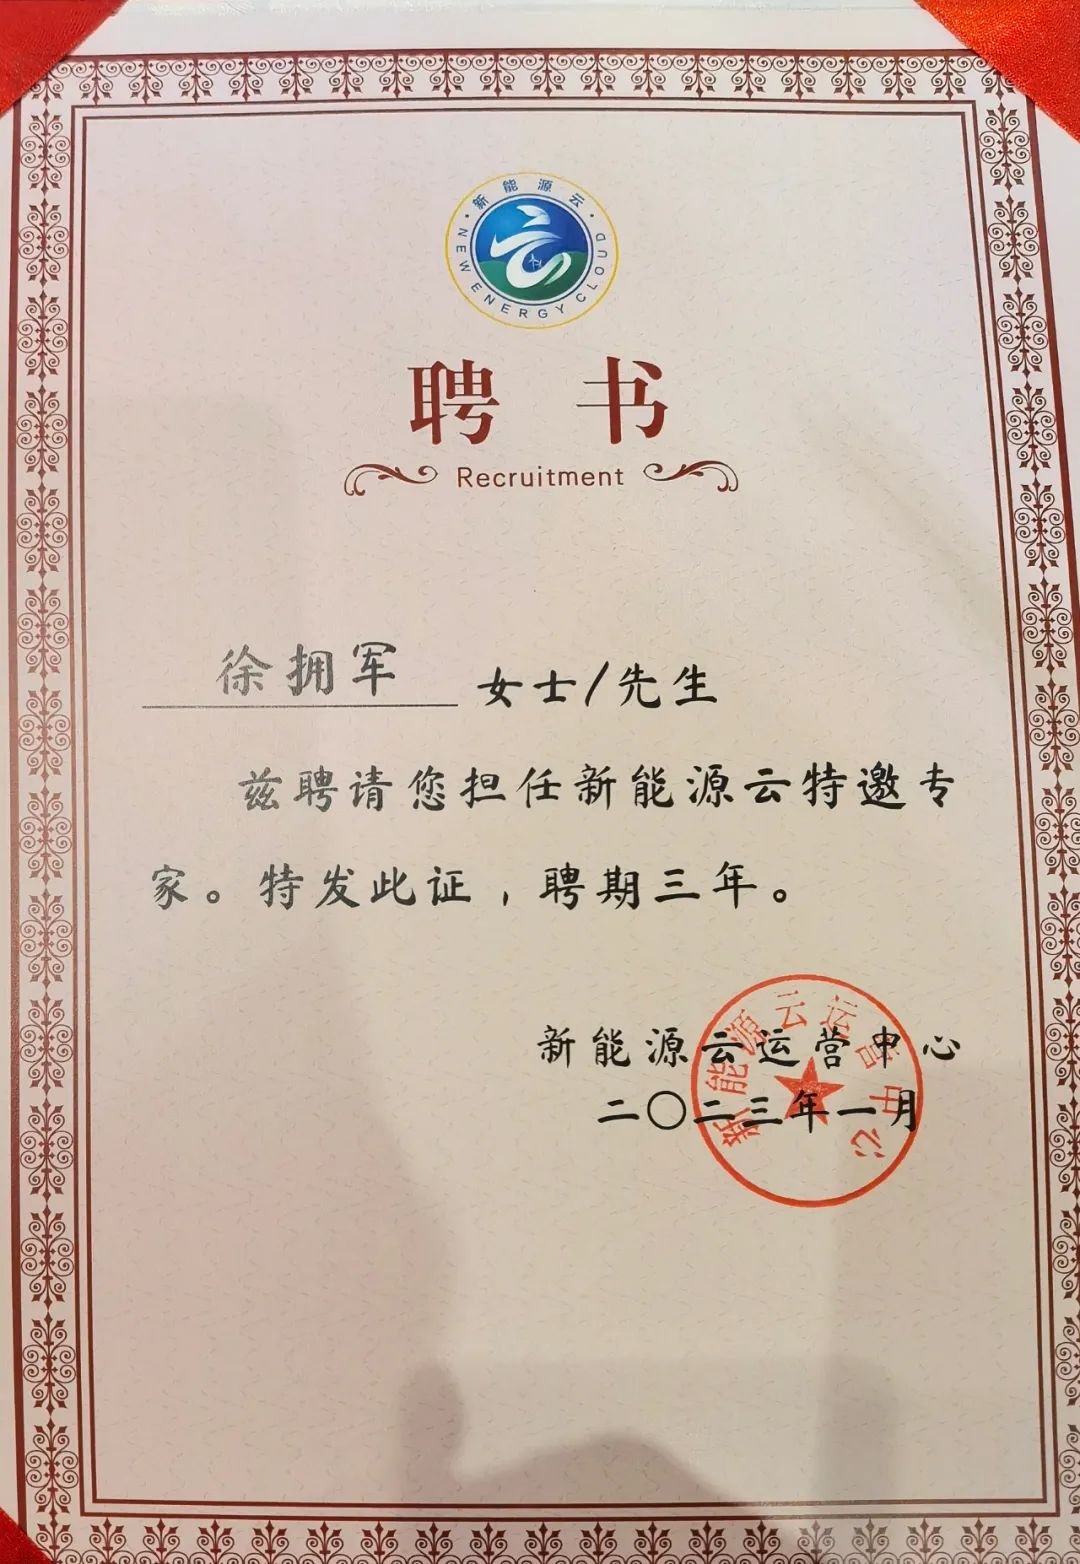 新能源云
NEW ENERGY CLOUD
聘书
Recruitment
徐拥军 女士/先生
兹聘请您担任新能源云特邀专
家。特发此证，聘期三年。
新能源云运营中心
二〇二三年一月
新能源云运营中心